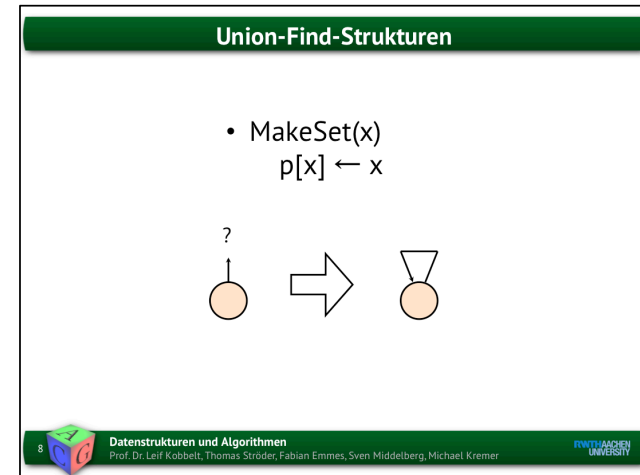 Union-Find-Strukturen
• MakeSet(x)
p[x] ← x
?
8
A
C G
Datenstrukturen und Algorithmen
Prof. Dr. Leif Kobbelt, Thomas Ströder, Fabian Emmes, Sven Middelberg, Michael Kremer
RWTHAACHEN
UNIVERSITY